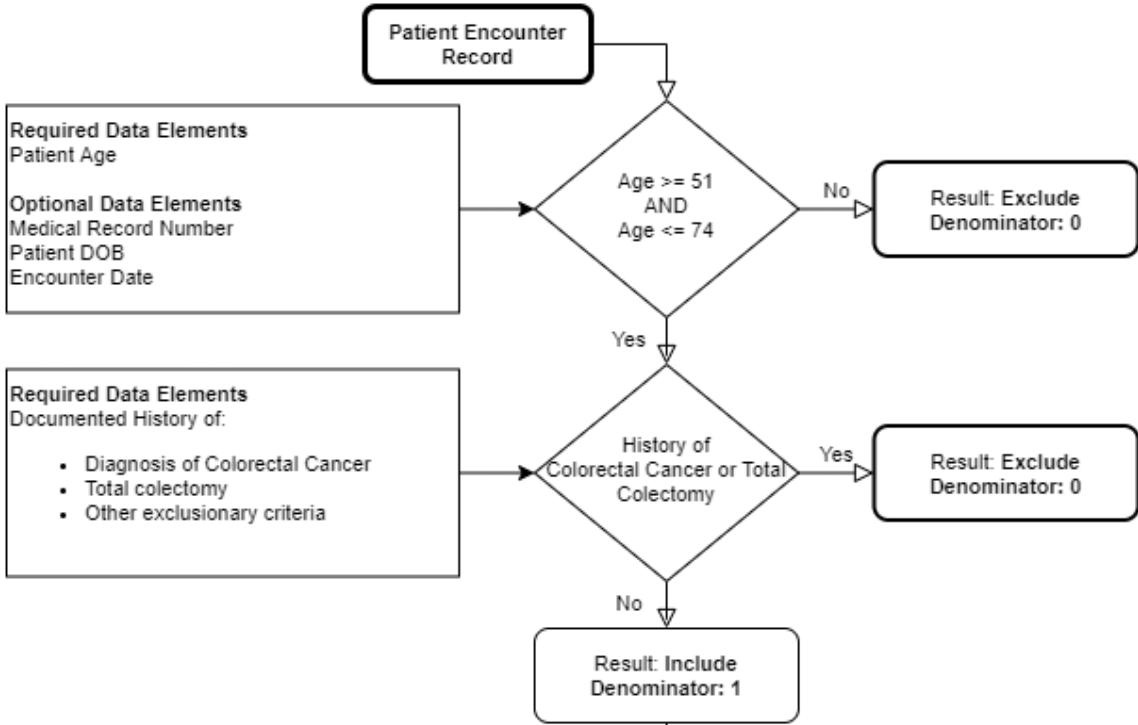 Patient Encounter
Record
Required Data Elements
Patient Age
Optional Data Elements
Medical Record Number
Patient DOB
Encounter Date
Age >= 51
AND
Age <= 74
No
Result: Exclude
Denominator: 0
Yes
Required Data Elements
Documented History of:
• Diagnosis of Colorectal Cancer
• Total colectomy
• Other exclusionary criteria
History of
Colorectal Cancer or Total
Colectomy
Yes
Result: Exclude
Denominator: 0
No
Result: Include
Denominator: 1